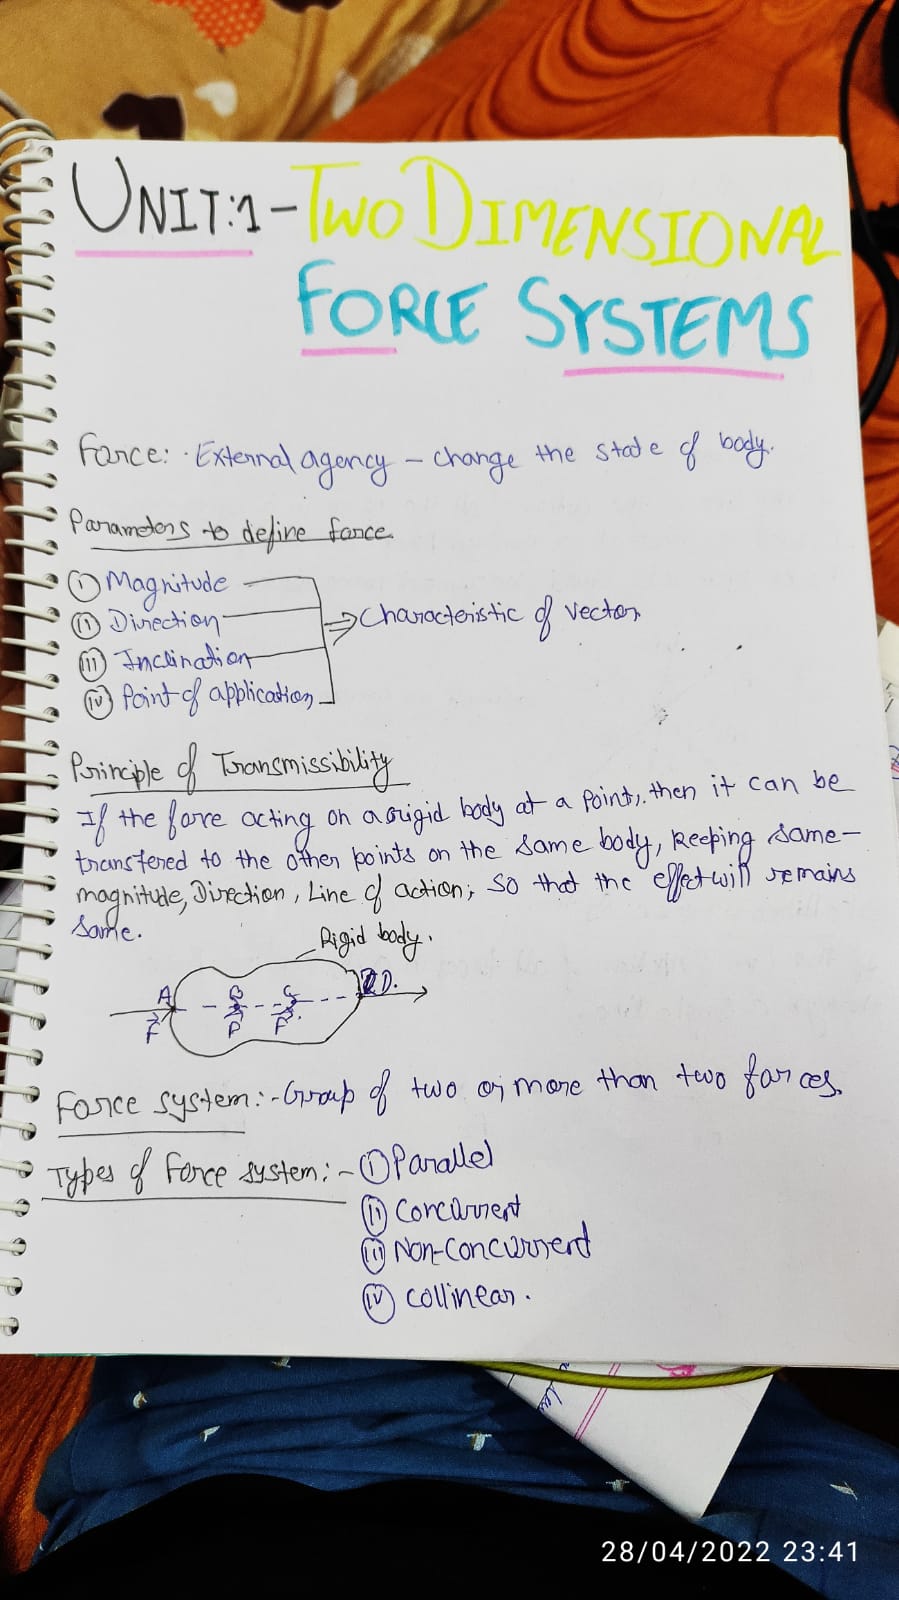 UNIT:1-TWO DIMENSIONAL
FORCE SYSTEMS
Force: · External agency - change the state of body.
Parameters to define force
(i) Magnitude
(ii) Direction
⇒ Characteristic of vector
(iii) Inclination
(iv) Point of application
Principle of Transmissibility
If the force acting on a rigid body at a point, then it can be
transfered to the other points on the same body, keeping same-
magnitude, Direction, Line of action; so that the effect will remains
same.
Rigid body.
A B C D.
F F F
Force system:- Group of two or more than two forces.
Types of Force system:- (i) Parallel
(ii) Concurrent
(iii) Non-Concurrent
(iv) Collinear.
28/04/2022 23:41